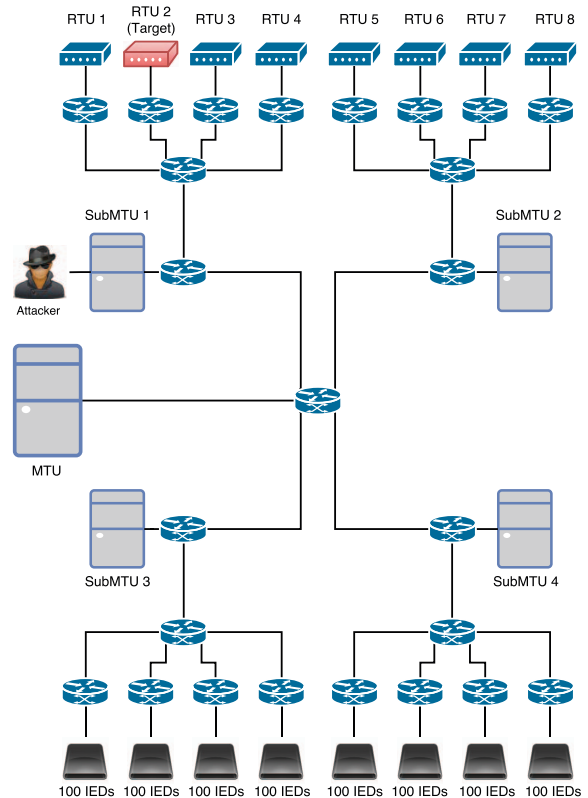 RTU 1
RTU 2
(Target)
RTU 3
RTU 4
RTU 5
RTU 6
RTU 7
RTU 8
SubMTU 1
SubMTU 2
Attacker
MTU
SubMTU 3
SubMTU 4
100 IEDs
100 IEDs
100 IEDs
100 IEDs
100 IEDs
100 IEDs
100 IEDs
100 IEDs